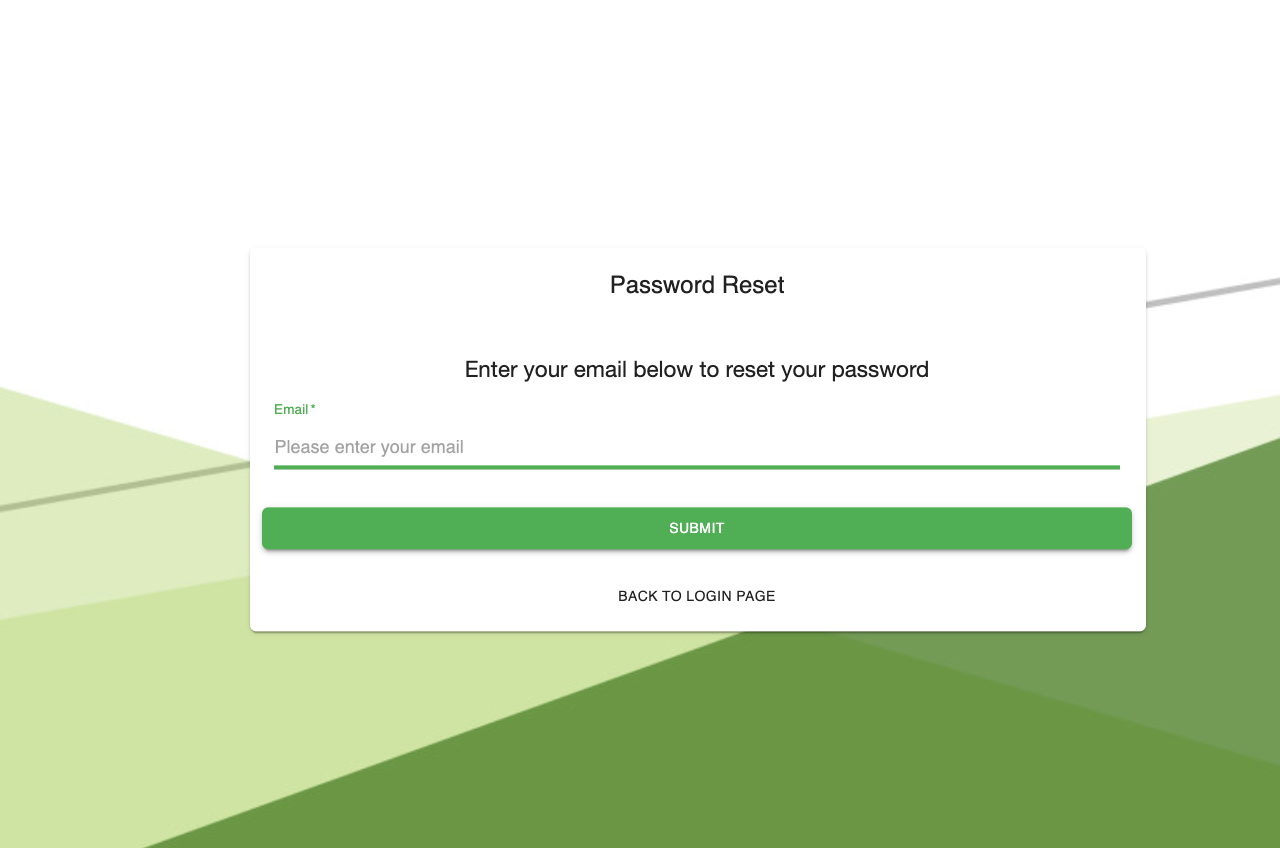 Password Reset
Enter your email below to reset your password
Email *
Please enter your email
SUBMIT
BACK TO LOGIN PAGE